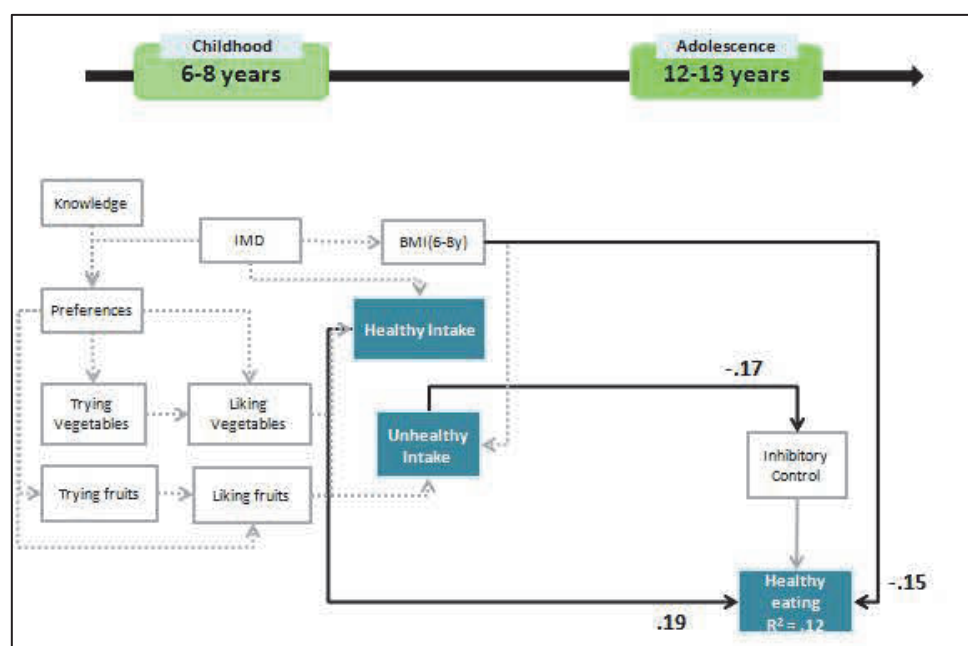 Childhood
6-8 years
Adolescence
12-13 years
Knowledge
IMD
BMI(6-By)
Preferences
Healthy Intake
-.17
Trying
Vegetables
Liking
Vegetables
Unhealthy
Intake
Inhibitory
Control
Trying fruits
Liking fruits
Healthy
eating
R² = .12
-.15
.19